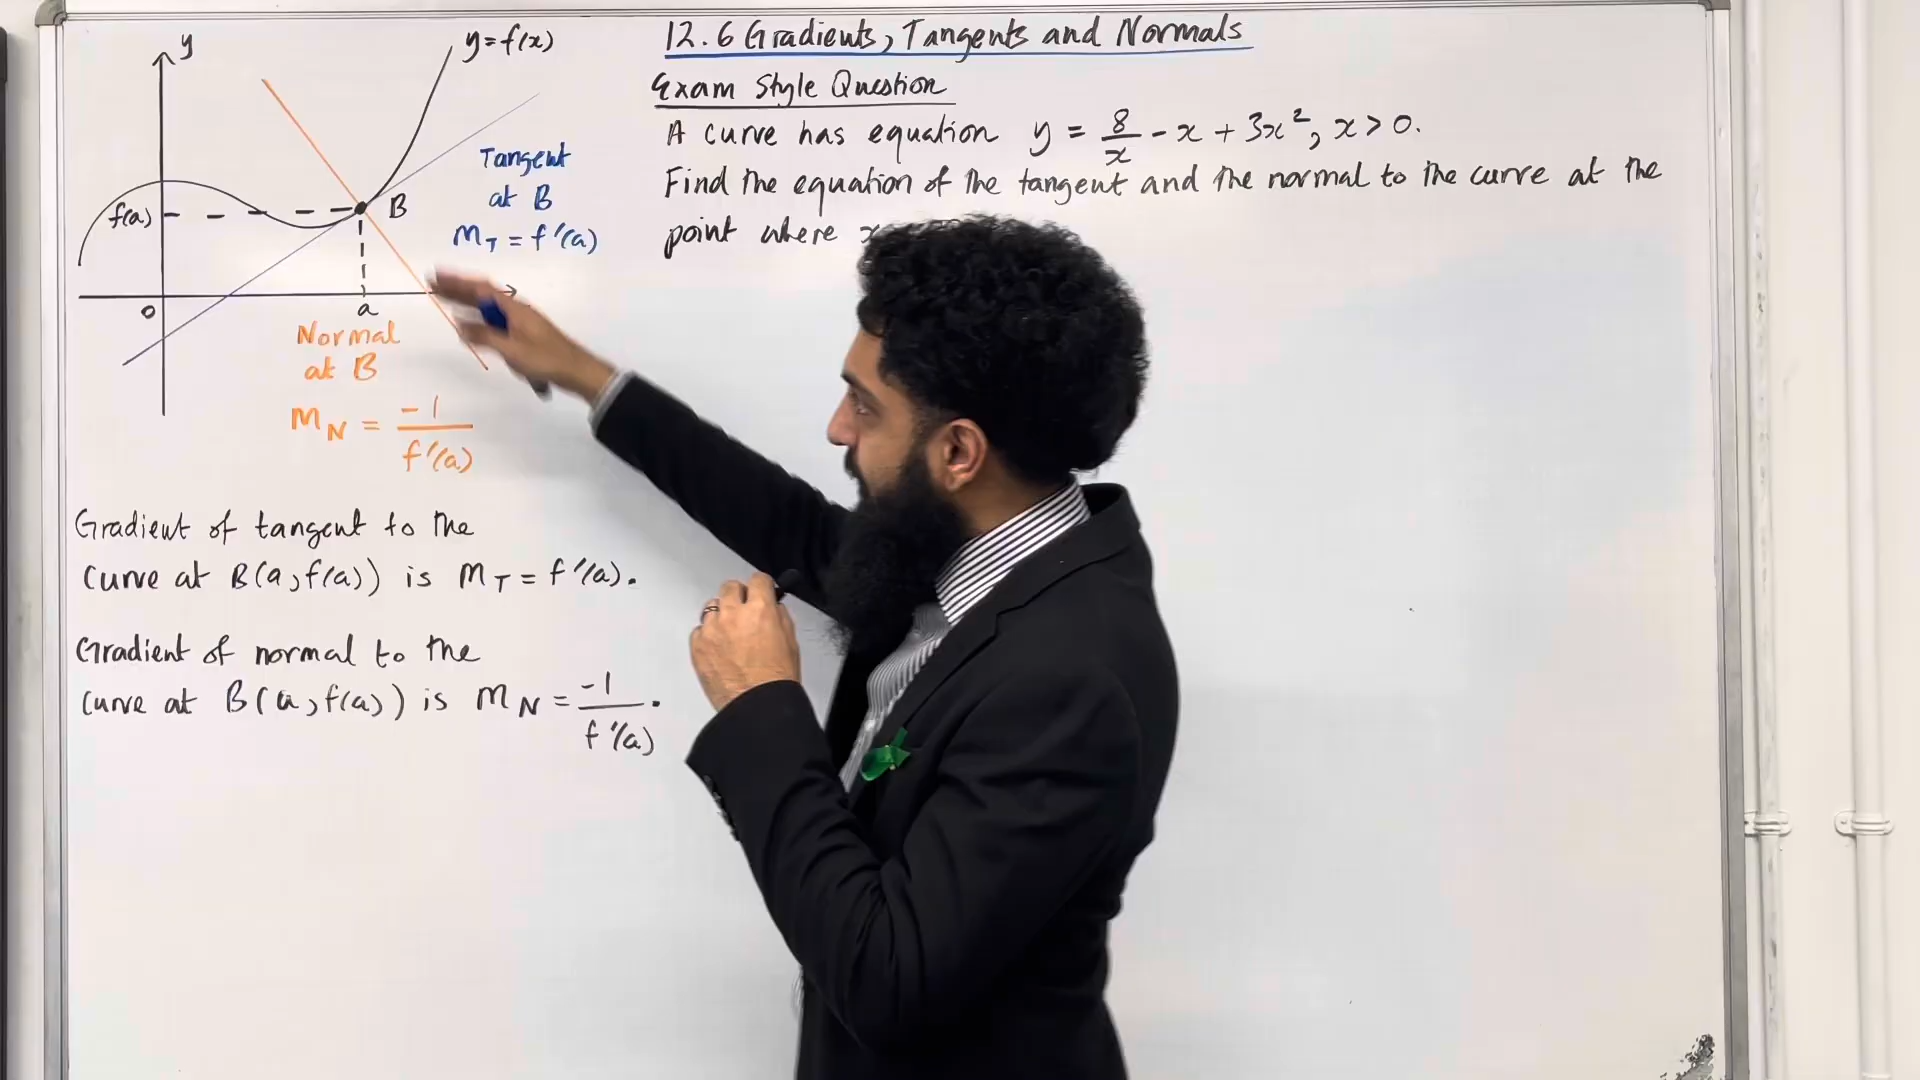 y
y=f(x)
f(a)
B
Tangent
at B
m_T = f'(a)
0
a
Normal
at B
m_N = -1/f'(a)
Gradient of tangent to the
curve at B(a, f(a)) is m_T = f'(a).
Gradient of normal to the
curve at B(a, f(a)) is m_N = -1/f'(a).
12.6 Gradients, Tangents and Normals
Exam Style Question
A curve has equation y = 8/x - x + 3x², x > 0.
Find the equation of the tangent and the normal to the curve at the
point where x